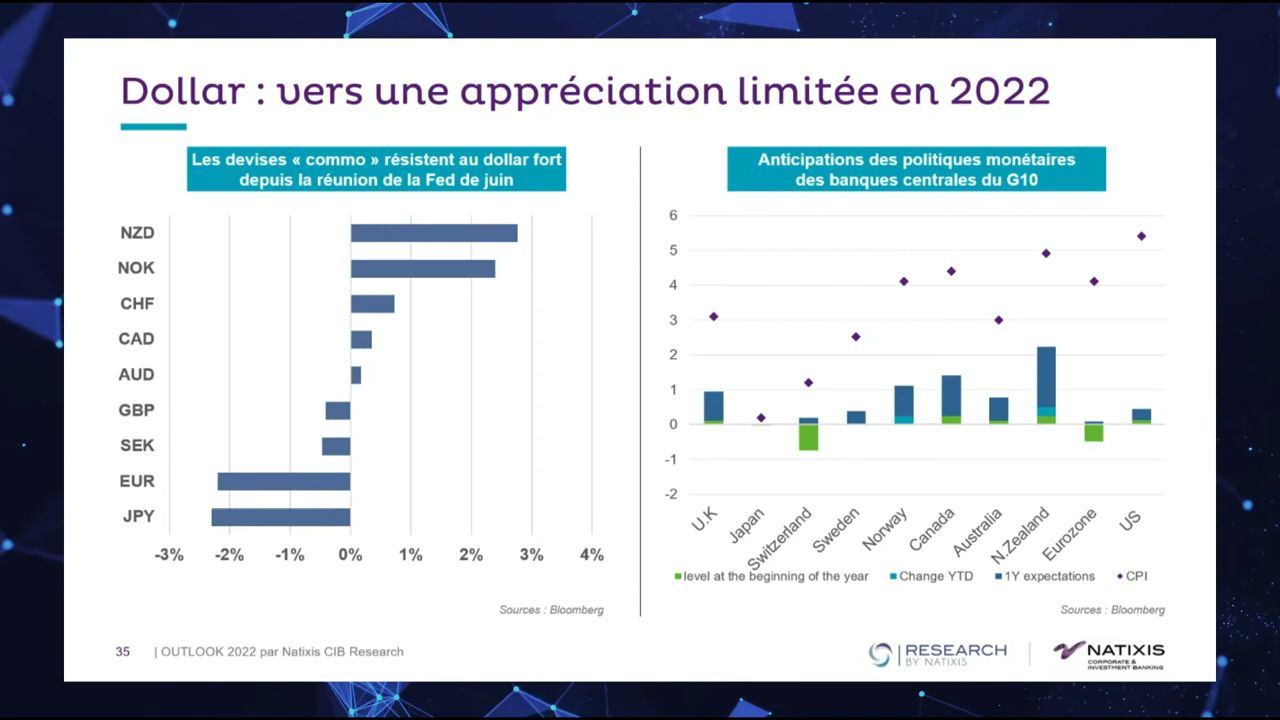 Dollar : vers une appréciation limitée en 2022
Les devises « commo » résistent au dollar fort
depuis la réunion de la Fed de juin
NZD
NOK
CHF
CAD
AUD
GBP
SEK
EUR
JPY
-3% -2% -1% 0% 1% 2% 3% 4%
Sources : Bloomberg
Anticipations des politiques monétaires
des banques centrales du G10
6
5
4
3
2
1
0
-1
-2
U.K Japan Switzerland Sweden Norway Canada Australia N.Zealand Eurozone US
level at the beginning of the year Change YTD 1Y expectations CPI
Sources : Bloomberg
35 | OUTLOOK 2022 par Natixis CIB Research
RESEARCH
BY NATIXIS
NATIXIS
CORPORATE &
INVESTMENT BANKING